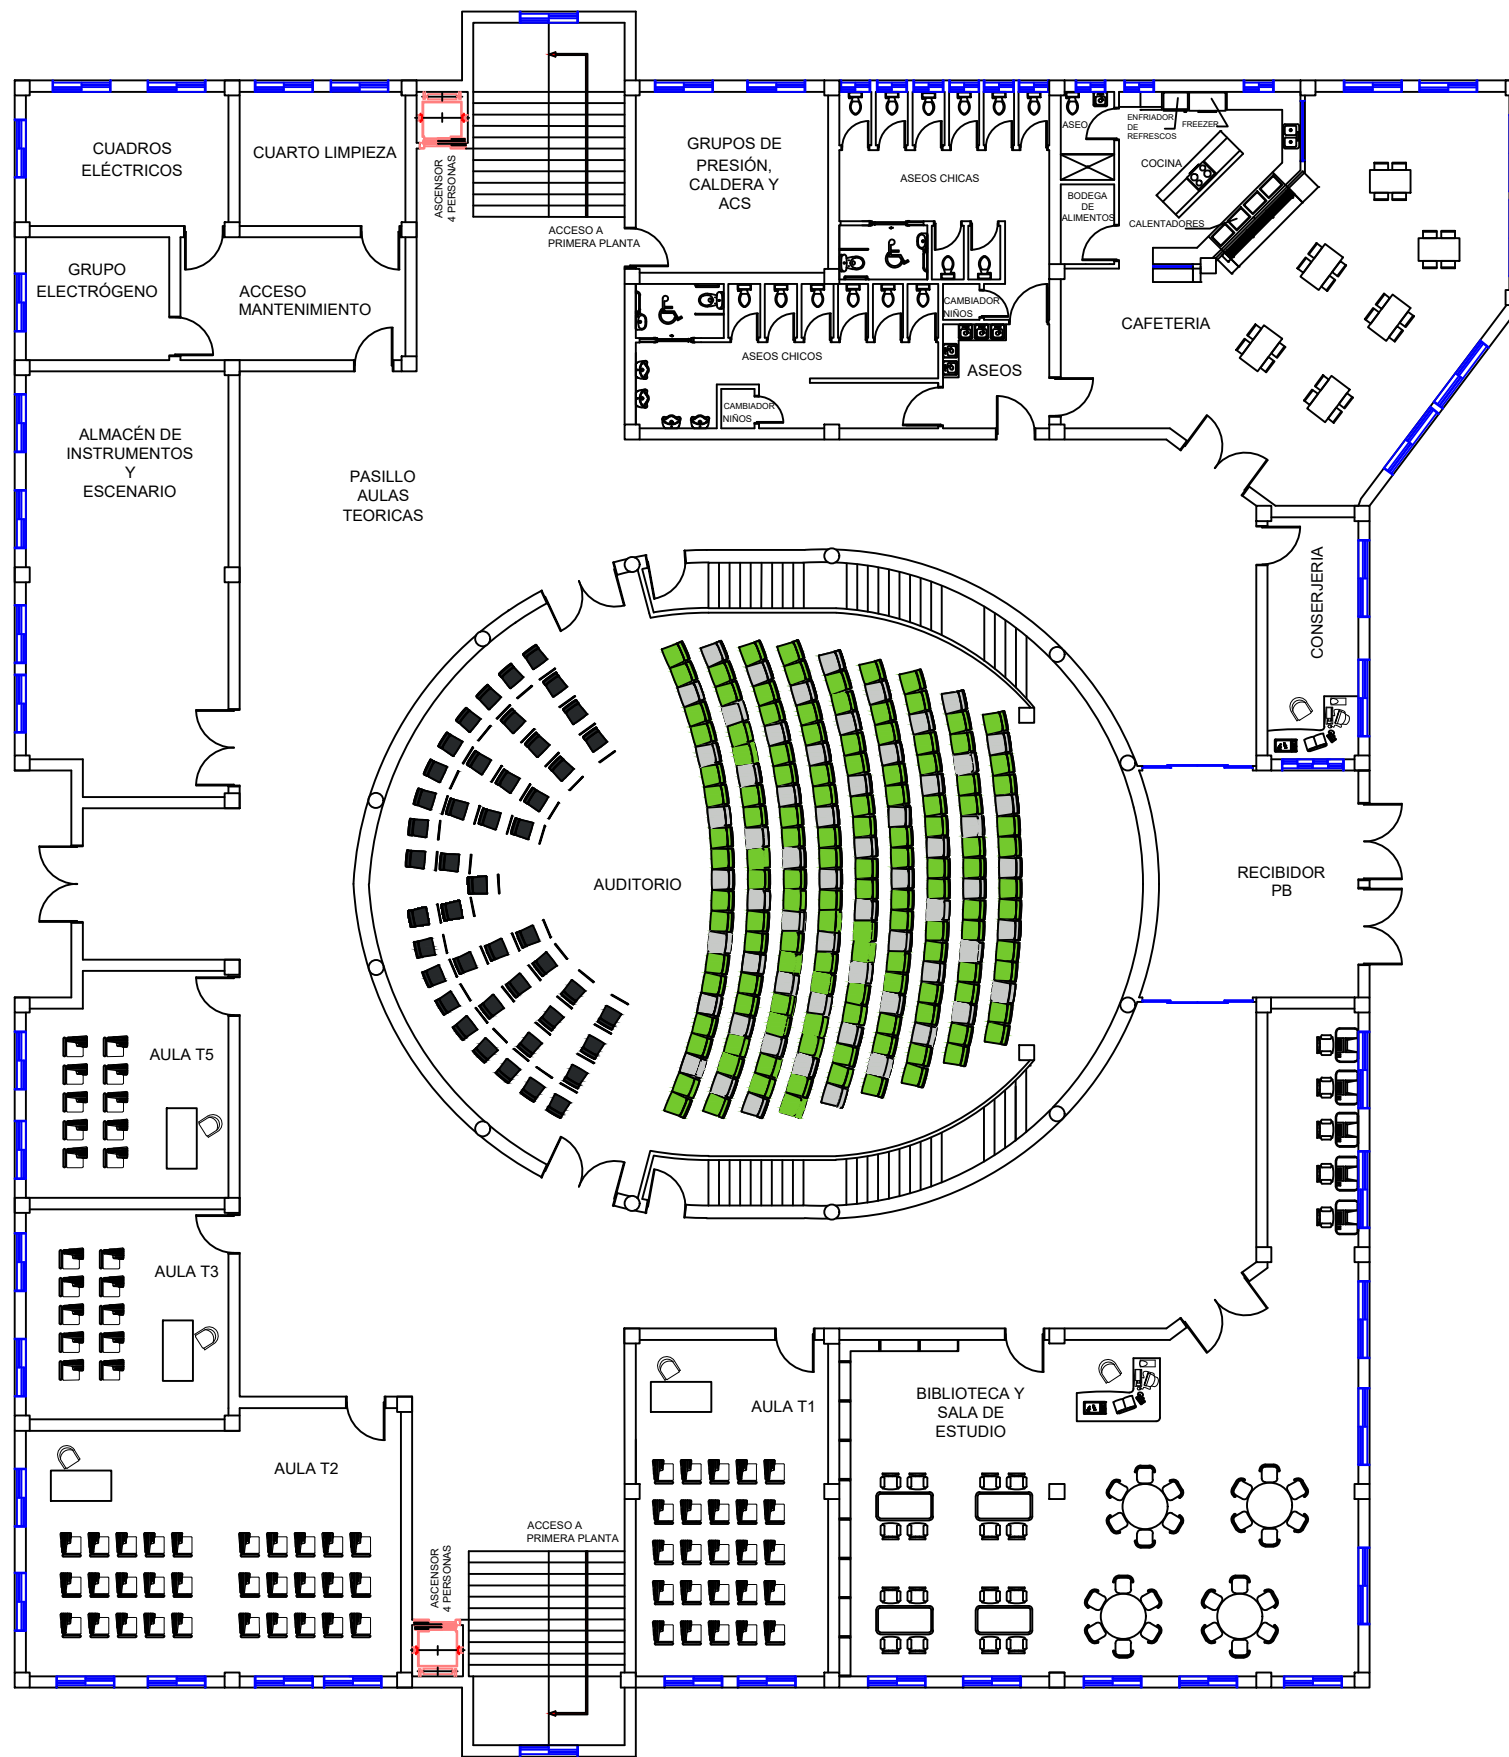 CUADROS
ELÉCTRICOS
CUARTO LIMPIEZA
ASCENSOR
4 PERSONAS
ACCESO A
PRIMERA PLANTA
GRUPOS DE
PRESIÓN,
CALDERA Y
ACS
ASEOS CHICAS
ASEO
ENFRIADOR
DE
REFRESCOS
FREEZER
COCINA
BODEGA
DE
ALIMENTOS
CALENTADORES
GRUPO
ELECTRÓGENO
ACCESO
MANTENIMIENTO
CAMBIADOR
NIÑOS
CAFETERIA
ASEOS CHICOS
ASEOS
CAMBIADOR
NIÑOS
ALMACÉN DE
INSTRUMENTOS
Y
ESCENARIO
PASILLO
AULAS
TEORICAS
CONSERJERIA
AUDITORIO
RECIBIDOR
PB
AULA T5
AULA T3
AULA T1
BIBLIOTECA Y
SALA DE
ESTUDIO
AULA T2
ACCESO A
PRIMERA PLANTA
ASCENSOR
4 PERSONAS